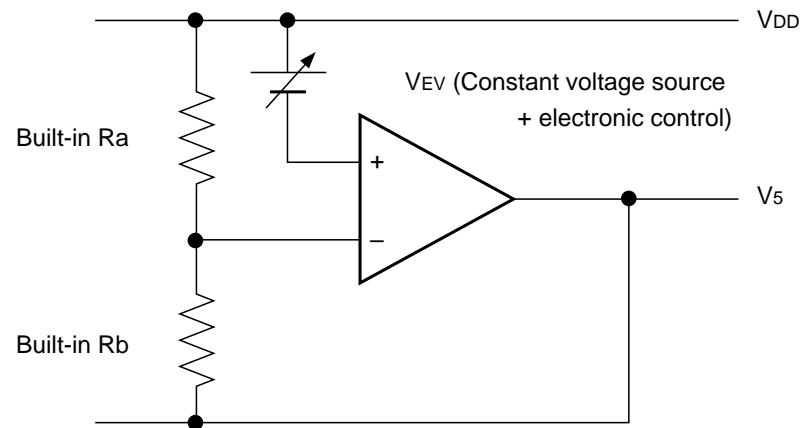 VDD
VEV (Constant voltage source
+ electronic control)
Built-in Ra
+
V5
−
Built-in Rb